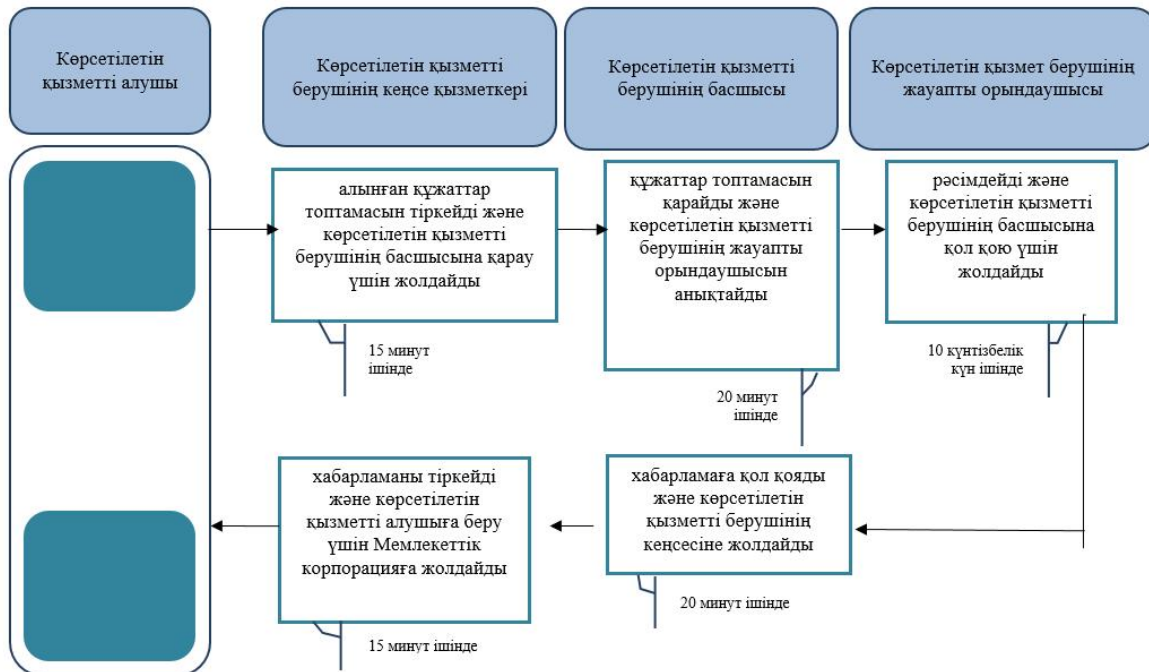 Көрсетілетін
қызметті алушы
Көрсетілетін қызметті
берушінің кеңсе қызметкері
Көрсетілетін қызметті
берушінің басшысы
Көрсетілетін қызмет берушінің
жауапты орындаушысы
алынған құжаттар
топтамасын тіркейді және
көрсетілетін қызметті
берушінің басшысына қарау
үшін жолдайды
құжаттар топтамасын
қарайды және
көрсетілетін қызметті
берушінің жауапты
орындаушысын
анықтайды
рәсімдейді және
көрсетілетін қызметті
берушінің басшысына
қол қою үшін
жолдайды
15 минут
ішінде
20 минут
ішінде
10 күнтізбелік
күн ішінде
хабарламаны тіркейді
және көрсетілетін
қызметті алушыға беру
үшін Мемлекеттік
корпорацияға жолдайды
хабарламаға қол қояды
және көрсетілетін
қызметті берушінің
кеңсесіне жолдайды
15 минут ішінде
20 минут ішінде